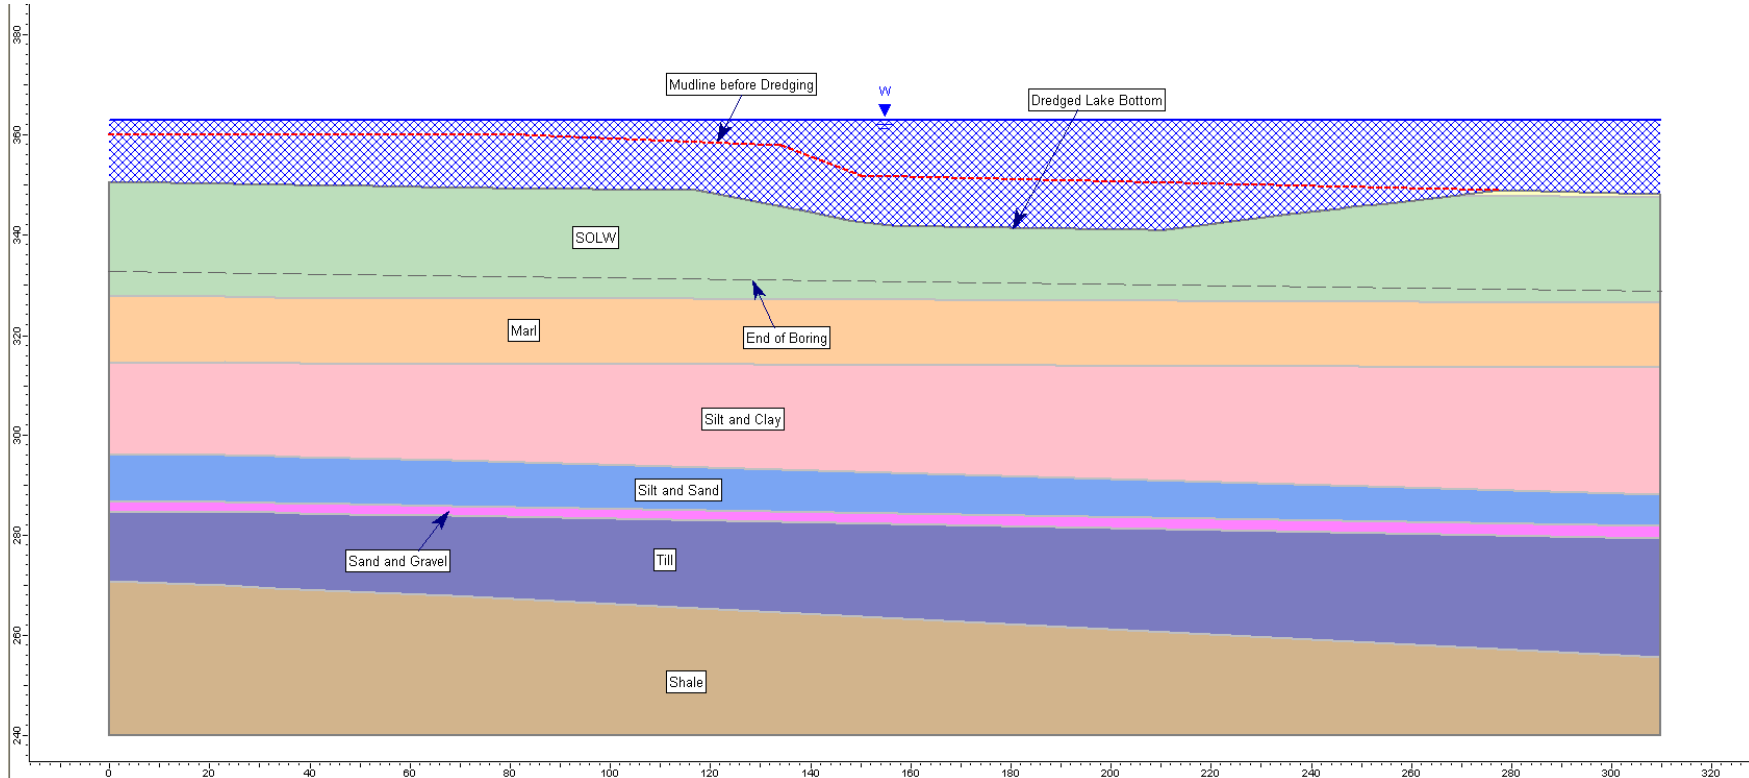 380
Mudline before Dredging
W
Dredged Lake Bottom
360
340
SOLW
320
Marl
End of Boring
300
Silt and Clay
Silt and Sand
280
Sand and Gravel
Till
260
Shale
240
0 20 40 60 80 100 120 140 160 180 200 220 240 260 280 300 320